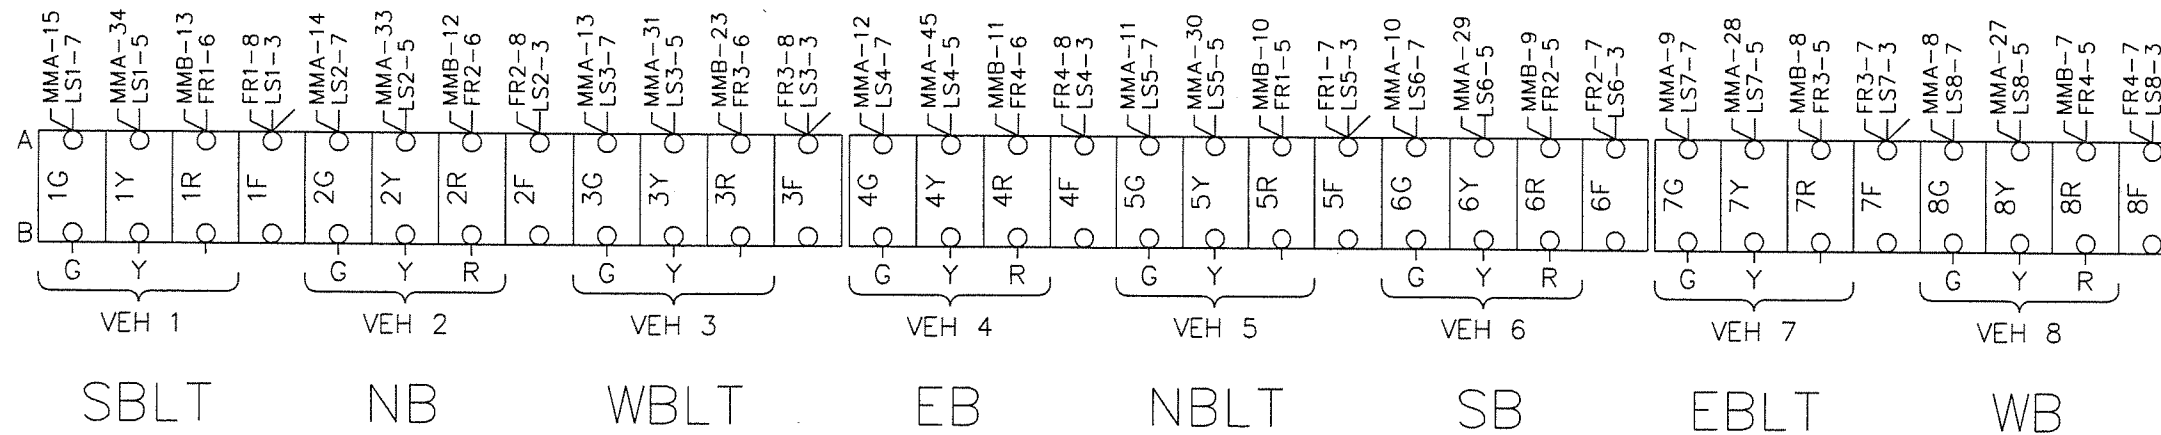 MMA-15
LS1-7
MMA-34
LS1-5
MMB-13
FR1-6
FR1-8
LS1-3
MMA-14
LS2-7
MMA-33
LS2-5
MMB-12
FR2-6
FR2-8
LS2-3
MMA-13
LS3-7
MMA-31
LS3-5
MMB-23
FR3-6
FR3-8
LS3-3
MMA-12
LS4-7
MMA-45
LS4-5
MMB-11
FR4-6
FR4-8
LS4-3
MMA-11
LS5-7
MMA-30
LS5-5
MMB-10
FR1-5
FR1-7
LS5-3
MMA-10
LS6-7
MMA-29
LS6-5
MMB-9
FR2-5
FR2-7
LS6-3
MMA-9
LS7-7
MMA-28
LS7-5
MMB-8
FR3-5
FR3-7
LS7-3
MMA-8
LS8-7
MMA-27
LS8-5
MMB-7
FR4-5
FR4-7
LS8-3
A
1G 1Y 1R 1F 2G 2Y 2R 2F 3G 3Y 3R 3F 4G 4Y 4R 4F 5G 5Y 5R 5F 6G 6Y 6R 6F 7G 7Y 7R 7F 8G 8Y 8R 8F
B
G Y G Y R G Y G Y R G Y G Y R G Y G Y R
VEH 1 VEH 2 VEH 3 VEH 4 VEH 5 VEH 6 VEH 7 VEH 8
SBLT NB WBLT EB NBLT SB EBLT WB